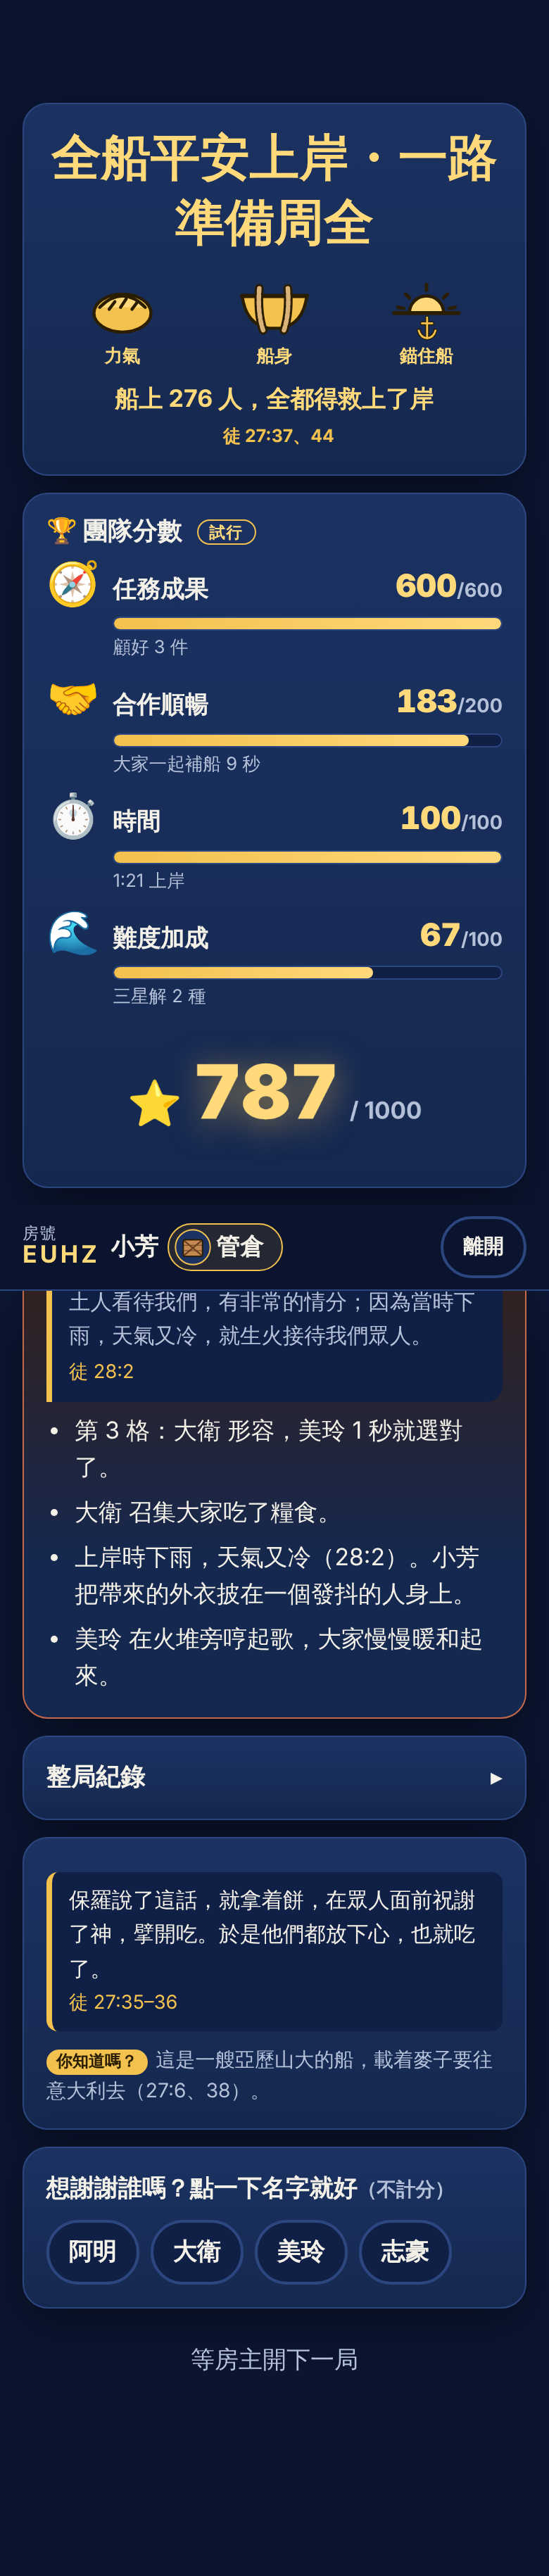 全船平安上岸・一路
準備周全
力氣
船身
錨住船
船上 276 人，全都得救上了岸
徒 27:37、44
團隊分數 試行
任務成果 600/600
顧好 3 件
合作順暢 183/200
大家一起補船 9 秒
時間 100/100
1:21 上岸
難度加成 67/100
三星解 2 種
787 / 1000
房號
EUHZ 小芳 管倉 離開
土人看待我們，有非常的情分；因為當時下
雨，天氣又冷，就生火接待我們眾人。
徒 28:2
• 第 3 格：大衛 形容，美玲 1 秒就選對
了。
• 大衛 召集大家吃了糧食。
• 上岸時下雨，天氣又冷（28:2）。小芳
把帶來的外衣披在一個發抖的人身上。
• 美玲 在火堆旁哼起歌，大家慢慢暖和起
來。
整局紀錄 ▸
保羅說了這話，就拿着餅，在眾人面前祝謝
了神，擘開吃。於是他們都放下心，也就吃
了。
徒 27:35–36
你知道嗎？ 這是一艘亞歷山大的船，載着麥子要往
意大利去（27:6、38）。
想謝謝誰嗎？點一下名字就好（不計分）
阿明 大衛 美玲 志豪
等房主開下一局